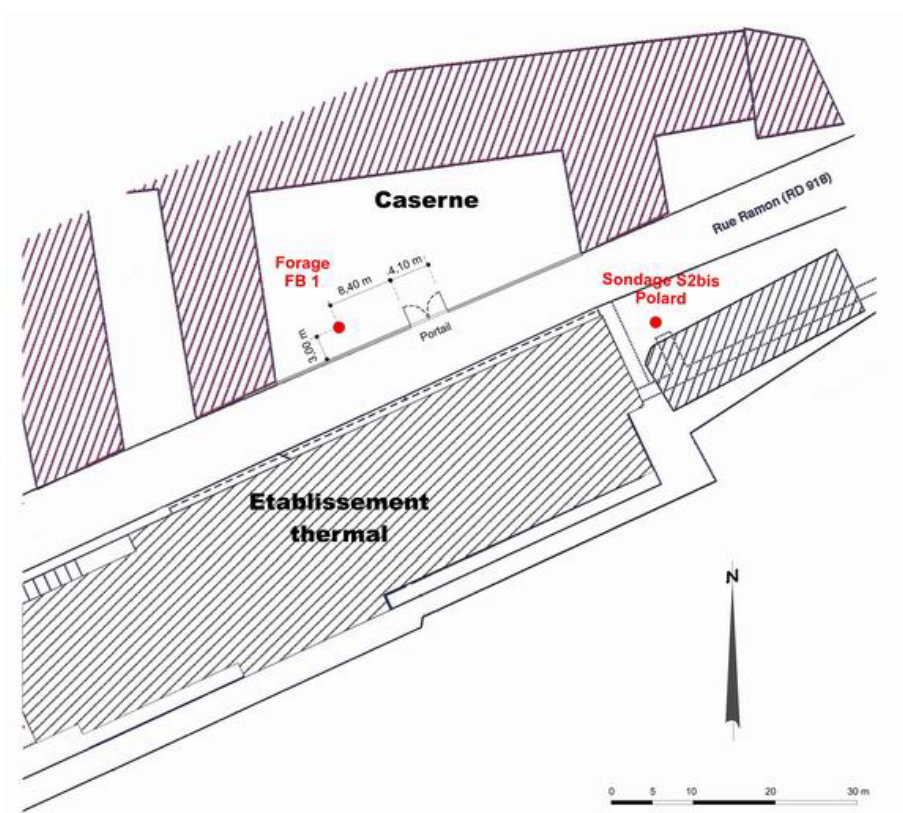 Caserne
Rue Ramon (RD 918)
Forage
FB 1
8,40 m
4,10 m
3,00 m
Portail
Sondage S2bis
Polard
Etablissement
thermal
N
0 5 10 20 30 m